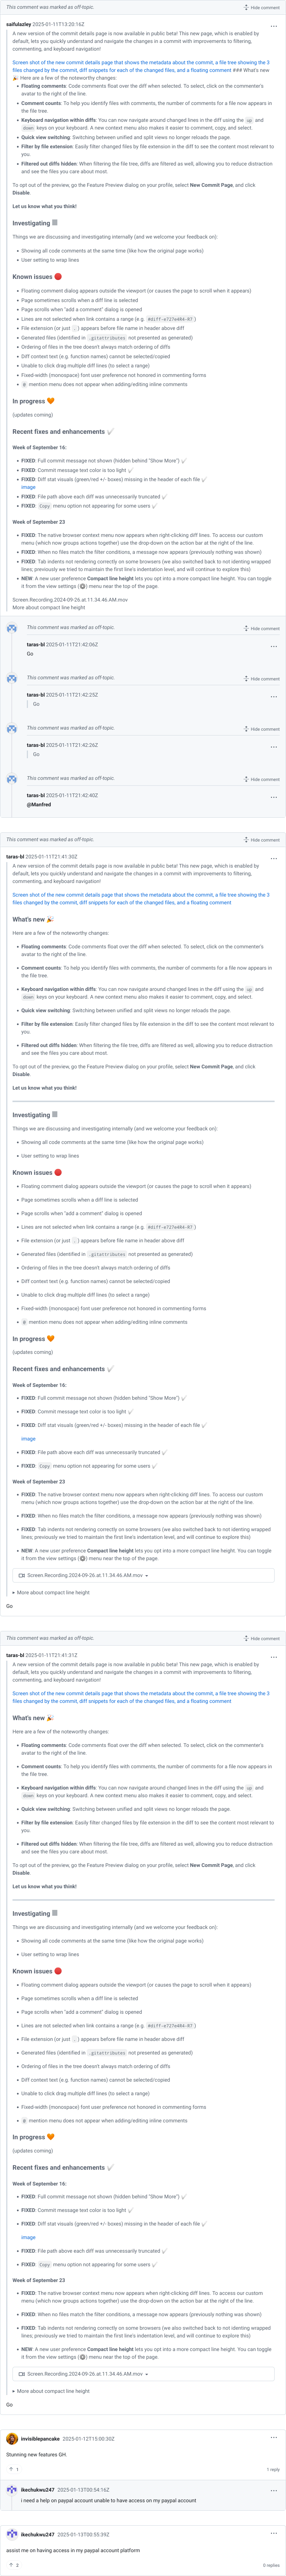 This comment was marked as off-topic.
Hide comment
saifulazley 2025-01-11T13:20:16Z
A new version of the commit details page is now available in public beta! This new page, which is enabled by
default, lets you quickly understand and navigate the changes in a commit with improvements to filtering,
commenting, and keyboard navigation!
Screen shot of the new commit details page that shows the metadata about the commit, a file tree showing the 3
files changed by the commit, diff snippets for each of the changed files, and a floating comment ### What's new
🎉 Here are a few of the noteworthy changes:
• Floating comments: Code comments float over the diff when selected. To select, click on the commenter's
avatar to the right of the line.
• Comment counts: To help you identify files with comments, the number of comments for a file now appears in
the file tree.
• Keyboard navigation within diffs: You can now navigate around changed lines in the diff using the up and
down keys on your keyboard. A new context menu also makes it easier to comment, copy, and select.
• Quick view switching: Switching between unified and split views no longer reloads the page.
• Filter by file extension: Easily filter changed files by file extension in the diff to see the content most relevant to
you.
• Filtered out diffs hidden: When filtering the file tree, diffs are filtered as well, allowing you to reduce distraction
and see the files you care about most.
To opt out of the preview, go the Feature Preview dialog on your profile, select New Commit Page, and click
Disable.
Let us know what you think!
Investigating
Things we are discussing and investigating internally (and we welcome your feedback on):
• Showing all code comments at the same time (like how the original page works)
• User setting to wrap lines
Known issues 🔴
• Floating comment dialog appears outside the viewport (or causes the page to scroll when it appears)
• Page sometimes scrolls when a diff line is selected
• Page scrolls when "add a comment" dialog is opened
• Lines are not selected when link contains a range (e.g. #diff-e727e4R4-R7)
• File extension (or just .) appears before file name in header above diff
• Generated files (identified in .gitattributes not presented as generated)
• Ordering of files in the tree doesn't always match ordering of diffs
• Diff context text (e.g. function names) cannot be selected/copied
• Unable to click drag multiple diff lines (to select a range)
• Fixed-width (monospace) font user preference not honored in commenting forms
• @ mention menu does not appear when adding/editing inline comments
In progress 🧡
(updates coming)
Recent fixes and enhancements ✅
Week of September 16:
• FIXED: Full commit message not shown (hidden behind "Show More") ✅
• FIXED: Commit message text color is too light ✅
• FIXED: Diff stat visuals (green/red +/- boxes) missing in the header of each file ✅
image
• FIXED: File path above each diff was unnecessarily truncated ✅
• FIXED: Copy menu option not appearing for some users ✅
Week of September 23
• FIXED: The native browser context menu now appears when right-clicking diff lines. To access our custom
menu (which now groups actions together) use the drop-down on the action bar at the right of the line.
• FIXED: When no files match the filter conditions, a message now appears (previously nothing was shown)
• FIXED: Tab indents not rendering correctly on some browsers (we also switched back to not identing wrapped
lines; previously we tried to maintain the first line's indentation level, and will continue to explore this)
• NEW: A new user preference Compact line height lets you opt into a more compact line height. You can toggle
it from the view settings (⚙️) menu near the top of the page.
Screen.Recording.2024-09-26.at.11.34.46.AM.mov
More about compact line height
This comment was marked as off-topic.
Hide comment
taras-bl 2025-01-11T21:42:06Z
Go
This comment was marked as off-topic.
Hide comment
taras-bl 2025-01-11T21:42:25Z
Go
This comment was marked as off-topic.
Hide comment
taras-bl 2025-01-11T21:42:26Z
Go
This comment was marked as off-topic.
Hide comment
taras-bl 2025-01-11T21:42:40Z
@Manfred
This comment was marked as off-topic.
Hide comment
taras-bl 2025-01-11T21:41:30Z
A new version of the commit details page is now available in public beta! This new page, which is enabled by
default, lets you quickly understand and navigate the changes in a commit with improvements to filtering,
commenting, and keyboard navigation!
Screen shot of the new commit details page that shows the metadata about the commit, a file tree showing the 3
files changed by the commit, diff snippets for each of the changed files, and a floating comment
What's new 🎉
Here are a few of the noteworthy changes:
• Floating comments: Code comments float over the diff when selected. To select, click on the commenter's
avatar to the right of the line.
• Comment counts: To help you identify files with comments, the number of comments for a file now appears in
the file tree.
• Keyboard navigation within diffs: You can now navigate around changed lines in the diff using the up and
down keys on your keyboard. A new context menu also makes it easier to comment, copy, and select.
• Quick view switching: Switching between unified and split views no longer reloads the page.
• Filter by file extension: Easily filter changed files by file extension in the diff to see the content most relevant to
you.
• Filtered out diffs hidden: When filtering the file tree, diffs are filtered as well, allowing you to reduce distraction
and see the files you care about most.
To opt out of the preview, go the Feature Preview dialog on your profile, select New Commit Page, and click
Disable.
Let us know what you think!
Investigating
Things we are discussing and investigating internally (and we welcome your feedback on):
• Showing all code comments at the same time (like how the original page works)
• User setting to wrap lines
Known issues 🔴
• Floating comment dialog appears outside the viewport (or causes the page to scroll when it appears)
• Page sometimes scrolls when a diff line is selected
• Page scrolls when "add a comment" dialog is opened
• Lines are not selected when link contains a range (e.g. #diff-e727e4R4-R7)
• File extension (or just .) appears before file name in header above diff
• Generated files (identified in .gitattributes not presented as generated)
• Ordering of files in the tree doesn't always match ordering of diffs
• Diff context text (e.g. function names) cannot be selected/copied
• Unable to click drag multiple diff lines (to select a range)
• Fixed-width (monospace) font user preference not honored in commenting forms
• @ mention menu does not appear when adding/editing inline comments
In progress 🧡
(updates coming)
Recent fixes and enhancements ✅
Week of September 16:
• FIXED: Full commit message not shown (hidden behind "Show More") ✅
• FIXED: Commit message text color is too light ✅
• FIXED: Diff stat visuals (green/red +/- boxes) missing in the header of each file ✅
image
• FIXED: File path above each diff was unnecessarily truncated ✅
• FIXED: Copy menu option not appearing for some users ✅
Week of September 23
• FIXED: The native browser context menu now appears when right-clicking diff lines. To access our custom
menu (which now groups actions together) use the drop-down on the action bar at the right of the line.
• FIXED: When no files match the filter conditions, a message now appears (previously nothing was shown)
• FIXED: Tab indents not rendering correctly on some browsers (we also switched back to not identing wrapped
lines; previously we tried to maintain the first line's indentation level, and will continue to explore this)
• NEW: A new user preference Compact line height lets you opt into a more compact line height. You can toggle
it from the view settings (⚙️) menu near the top of the page.
Screen.Recording.2024-09-26.at.11.34.46.AM.mov
More about compact line height
Go
This comment was marked as off-topic.
Hide comment
taras-bl 2025-01-11T21:41:31Z
A new version of the commit details page is now available in public beta! This new page, which is enabled by
default, lets you quickly understand and navigate the changes in a commit with improvements to filtering,
commenting, and keyboard navigation!
Screen shot of the new commit details page that shows the metadata about the commit, a file tree showing the 3
files changed by the commit, diff snippets for each of the changed files, and a floating comment
What's new 🎉
Here are a few of the noteworthy changes:
• Floating comments: Code comments float over the diff when selected. To select, click on the commenter's
avatar to the right of the line.
• Comment counts: To help you identify files with comments, the number of comments for a file now appears in
the file tree.
• Keyboard navigation within diffs: You can now navigate around changed lines in the diff using the up and
down keys on your keyboard. A new context menu also makes it easier to comment, copy, and select.
• Quick view switching: Switching between unified and split views no longer reloads the page.
• Filter by file extension: Easily filter changed files by file extension in the diff to see the content most relevant to
you.
• Filtered out diffs hidden: When filtering the file tree, diffs are filtered as well, allowing you to reduce distraction
and see the files you care about most.
To opt out of the preview, go the Feature Preview dialog on your profile, select New Commit Page, and click
Disable.
Let us know what you think!
Investigating
Things we are discussing and investigating internally (and we welcome your feedback on):
• Showing all code comments at the same time (like how the original page works)
• User setting to wrap lines
Known issues 🔴
• Floating comment dialog appears outside the viewport (or causes the page to scroll when it appears)
• Page sometimes scrolls when a diff line is selected
• Page scrolls when "add a comment" dialog is opened
• Lines are not selected when link contains a range (e.g. #diff-e727e4R4-R7)
• File extension (or just .) appears before file name in header above diff
• Generated files (identified in .gitattributes not presented as generated)
• Ordering of files in the tree doesn't always match ordering of diffs
• Diff context text (e.g. function names) cannot be selected/copied
• Unable to click drag multiple diff lines (to select a range)
• Fixed-width (monospace) font user preference not honored in commenting forms
• @ mention menu does not appear when adding/editing inline comments
In progress 🧡
(updates coming)
Recent fixes and enhancements ✅
Week of September 16:
• FIXED: Full commit message not shown (hidden behind "Show More") ✅
• FIXED: Commit message text color is too light ✅
• FIXED: Diff stat visuals (green/red +/- boxes) missing in the header of each file ✅
image
• FIXED: File path above each diff was unnecessarily truncated ✅
• FIXED: Copy menu option not appearing for some users ✅
Week of September 23
• FIXED: The native browser context menu now appears when right-clicking diff lines. To access our custom
menu (which now groups actions together) use the drop-down on the action bar at the right of the line.
• FIXED: When no files match the filter conditions, a message now appears (previously nothing was shown)
• FIXED: Tab indents not rendering correctly on some browsers (we also switched back to not identing wrapped
lines; previously we tried to maintain the first line's indentation level, and will continue to explore this)
• NEW: A new user preference Compact line height lets you opt into a more compact line height. You can toggle
it from the view settings (⚙️) menu near the top of the page.
Screen.Recording.2024-09-26.at.11.34.46.AM.mov
More about compact line height
Go
invisiblepancake 2025-01-12T15:00:30Z
Stunning new features GH.
↑ 1
1 reply
ikechukwu247 2025-01-13T00:54:16Z
i need a help on paypal account unable to have access on my paypal account
ikechukwu247 2025-01-13T00:55:39Z
assist me on having access in my paypal account platform
↑ 2
0 replies